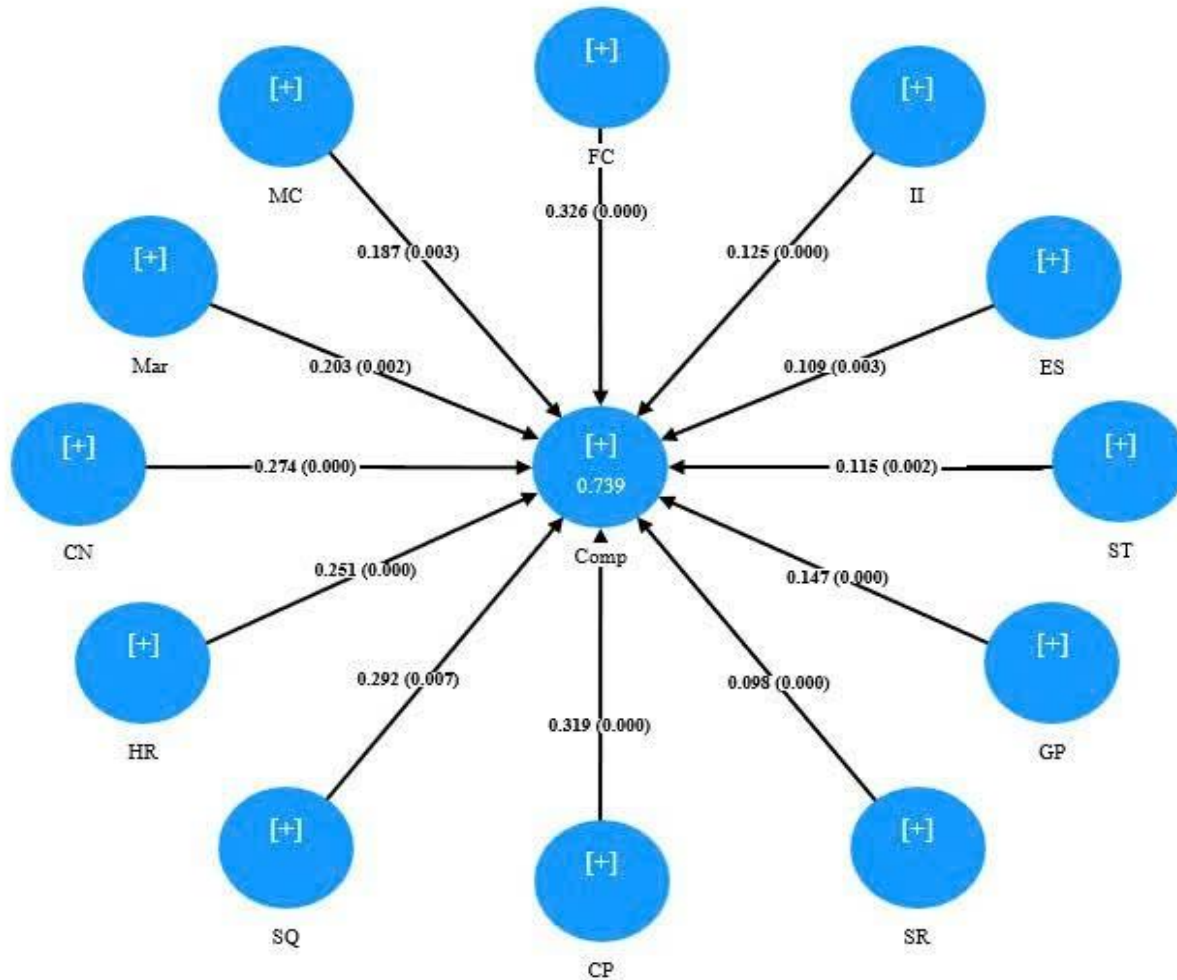 [+]
FC
[+]
MC
[+]
II
0.326 (0.000)
0.187 (0.003)
0.125 (0.000)
[+]
Mar
[+]
ES
0.203 (0.002)
0.109 (0.003)
[+]
CN
0.274 (0.000)
[+]
0.739
Comp
0.115 (0.002)
[+]
ST
0.251 (0.000)
0.147 (0.000)
[+]
HR
[+]
GP
0.292 (0.007)
0.319 (0.000)
0.098 (0.000)
[+]
SQ
[+]
CP
[+]
SR